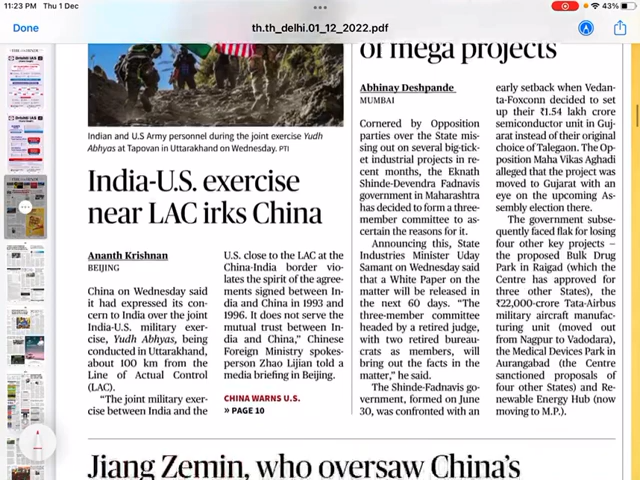 11:23 PM Thu 1 Dec
43%
Done
th.th_delhi.01_12_2022.pdf
Indian and U.S Army personnel during the joint exercise Yudh
Abhyas at Tapovan in Uttarakhand on Wednesday. PTI
India-U.S. exercise
near LAC irks China
Ananth Krishnan
BEIJING
China on Wednesday said
it had expressed its con-
cern to India over the joint
India-U.S. military exer-
cise, Yudh Abhyas, being
conducted in Uttarakhand,
about 100 km from the
Line of Actual Control
(LAC).
“The joint military exer-
cise between India and the
U.S. close to the LAC at the
China-India border vio-
lates the spirit of the agree-
ments signed between In-
dia and China in 1993 and
1996. It does not serve the
mutual trust between In-
dia and China,” Chinese
Foreign Ministry spokes-
person Zhao Lijian told a
media briefing in Beijing.
CHINA WARNS U.S.
» PAGE 10
of mega projects
Abhinay Deshpande
MUMBAI
Cornered by Opposition
parties over the State mis-
sing out on several big-tick-
et industrial projects in re-
cent months, the Eknath
Shinde-Devendra Fadnavis
government in Maharashtra
has decided to form a three-
member committee to as-
certain the reasons for it.
Announcing this, State
Industries Minister Uday
Samant on Wednesday said
that a White Paper on the
matter will be released in
the next 60 days. “The
three-member committee
headed by a retired judge,
with two retired bureau-
crats as members, will
bring out the facts in the
matter,” he said.
The Shinde-Fadnavis go-
vernment, formed on June
30, was confronted with an
early setback when Vedan-
ta-Foxconn decided to set
up their ₹1.54 lakh crore
semiconductor unit in Guj-
arat instead of their original
choice of Talegaon. The Op-
position Maha Vikas Aghadi
alleged that the project was
moved to Gujarat with an
eye on the upcoming As-
sembly election there.
The government subse-
quently faced flak for losing
four other key projects –
the proposed Bulk Drug
Park in Raigad (which the
Centre has approved for
three other States), the
₹22,000-crore Tata-Airbus
military aircraft manufac-
turing unit (moved out
from Nagpur to Vadodara),
the Medical Devices Park in
Aurangabad (the Centre
sanctioned proposals of
four other States) and Re-
newable Energy Hub (now
moving to M.P.).
Jiang Zemin, who oversaw China’s